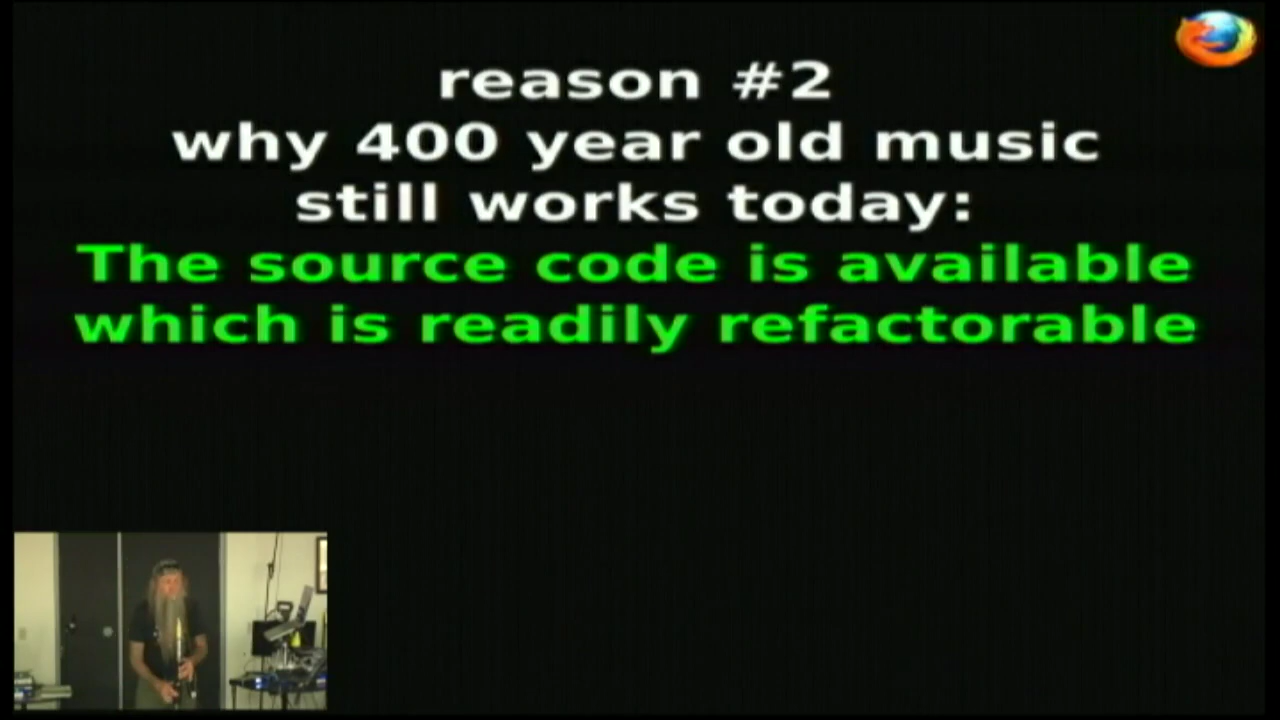 reason #2
why 400 year old music
still works today:
The source code is available
which is readily refactorable